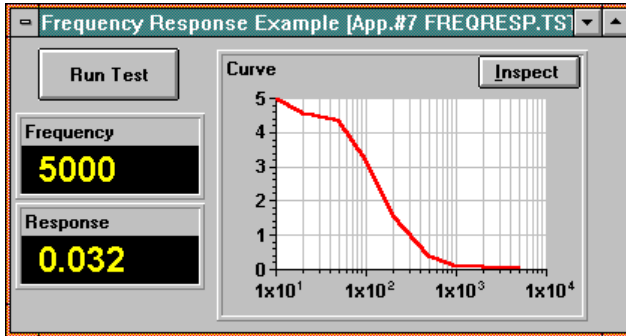 Frequency Response Example [App.#7 FREQRESP.TST
Run Test
Frequency
5000
Response
0.032
Curve
Inspect
5
4
3
2
1
0
1x10¹ 1x10² 1x10³ 1x10⁴